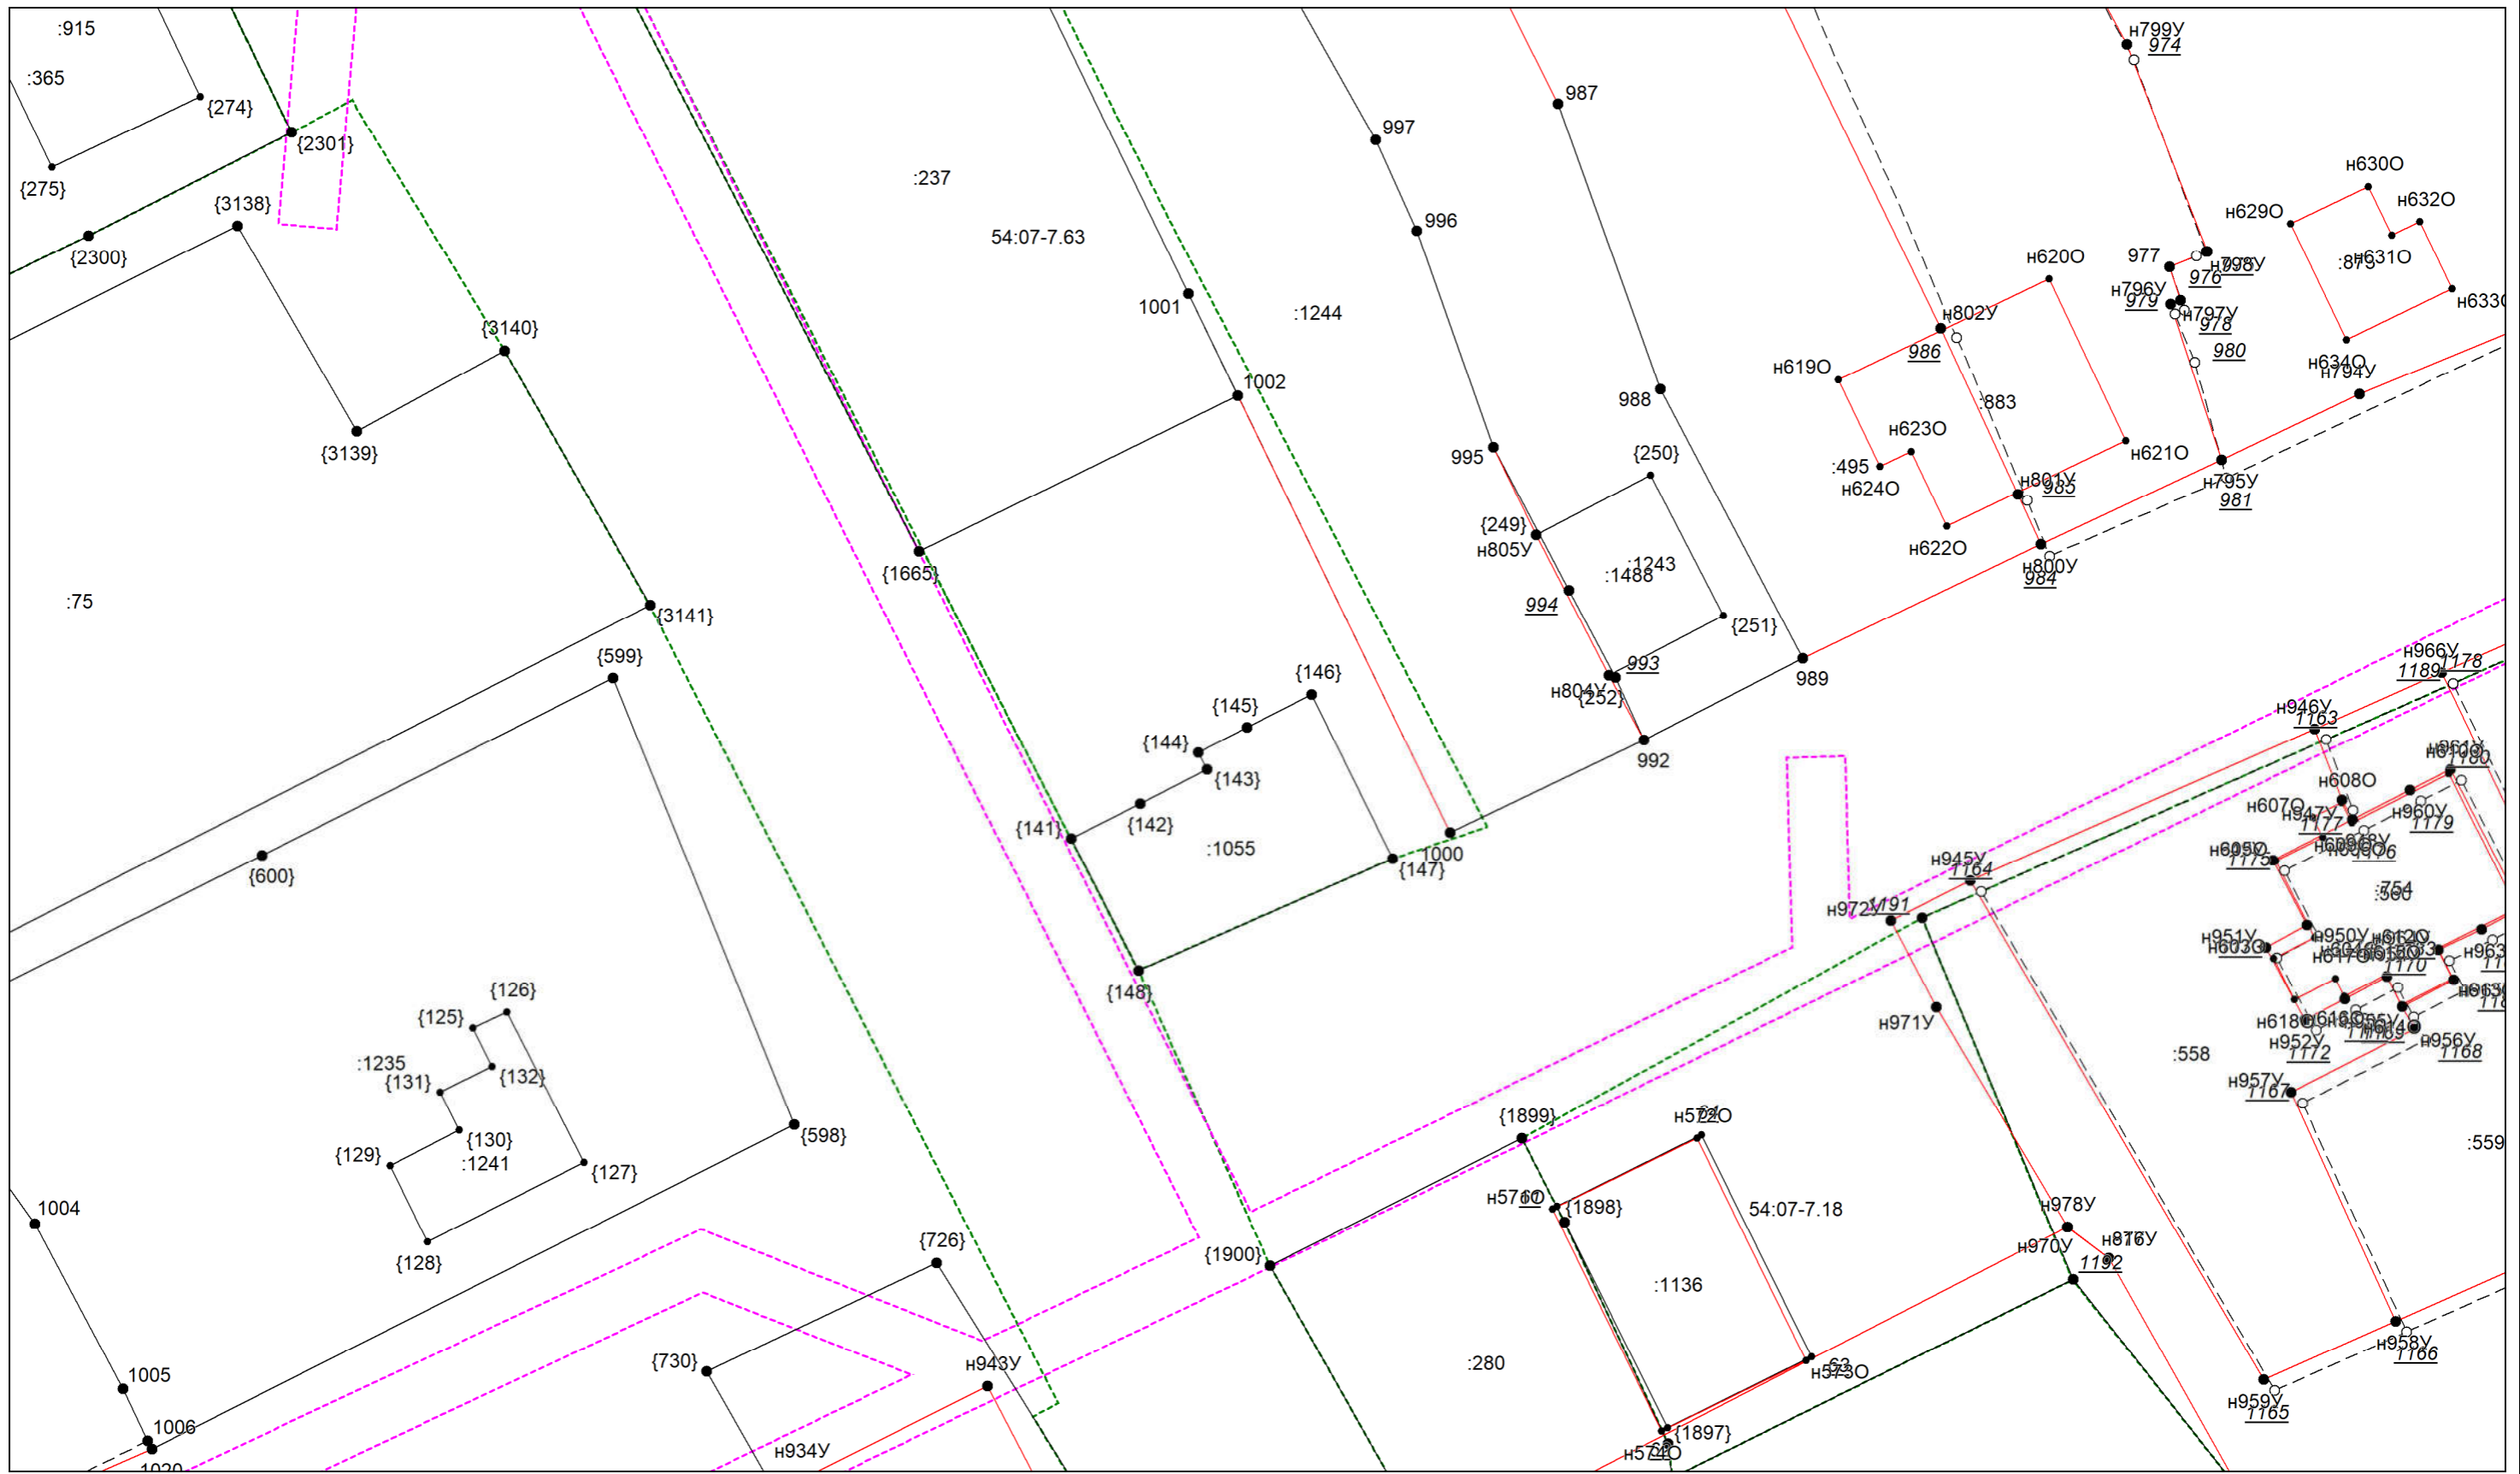 :915
н799У
974
:365
987
{274}
997
{2301}
{275}
:237
н630О
{3138}
н632О
н629О
996
54:07-7.63
{2300}
977
н631О
н620О
976
н796У
979
1001
н633О
:1244
н802У
н797У
978
{3140}
986
980
н634О
н619О
н794У
1002
988
:883
н623О
{3139}
995
{250}
н621О
:495
н624О
н801У
985
н795У
981
{249}
н805У
н622О
{1665}
:1243
:1488
н800У
984
:75
994
{3141}
{251}
{599}
н966У
1178
993
1189
{146}
989
н804У
{252}
{145}
н946У
1163
{144}
992
{143}
н608О
н607О
{142}
{141}
н947У
н960У
1177
1179
:1055
1000
{147}
н945У
1164
1175
1180
{600}
:754
:560
н972У
1191
н951У
н950У
н603О
1170
{148}
{126}
{125}
н971У
н618О
:1235
{131}
{132}
н952У
1172
н956У
1168
:558
н957У
1167
{1899}
н572О
{598}
{130}
{129}
:1241
:559
{127}
1004
{1898}
54:07-7.18
н978У
{726}
{1900}
н970У
{128}
1192
:1136
н958У
1166
{730}
н943У
:280
н573О
1005
н959У
1165
1006
{1897}
н934У
н574О
1020